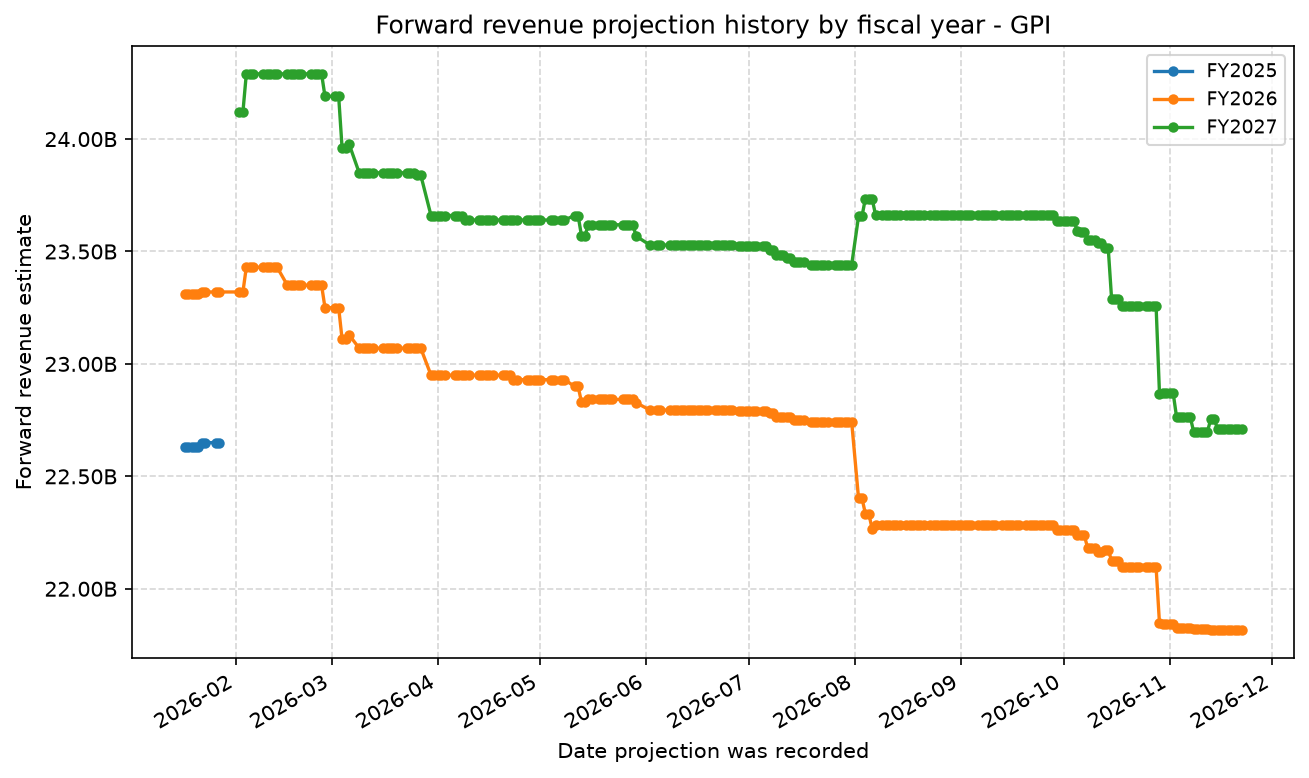 Forward revenue projection history by fiscal year - GPI
FY2025
FY2026
FY2027
Forward revenue estimate
24.00B
23.50B
23.00B
22.50B
22.00B
2026-02
2026-03
2026-04
2026-05
2026-06
2026-07
2026-08
2026-09
2026-10
2026-11
2026-12
Date projection was recorded